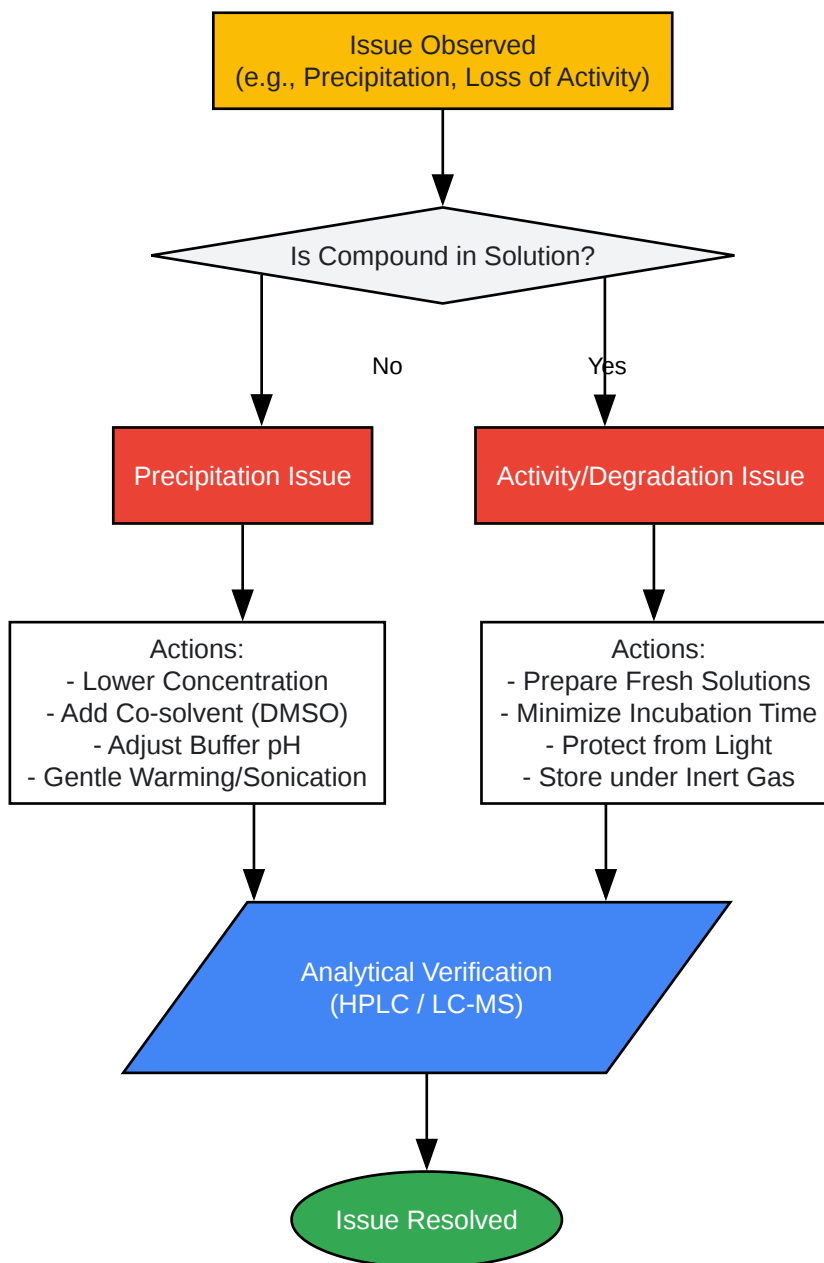 Issue Observed
(e.g., Precipitation, Loss of Activity)
Is Compound in Solution?
No
Yes
Precipitation Issue
Activity/Degradation Issue
Actions:
- Lower Concentration
- Add Co-solvent (DMSO)
- Adjust Buffer pH
- Gentle Warming/Sonication
Actions:
- Prepare Fresh Solutions
- Minimize Incubation Time
- Protect from Light
- Store under Inert Gas
Analytical Verification
(HPLC / LC-MS)
Issue Resolved